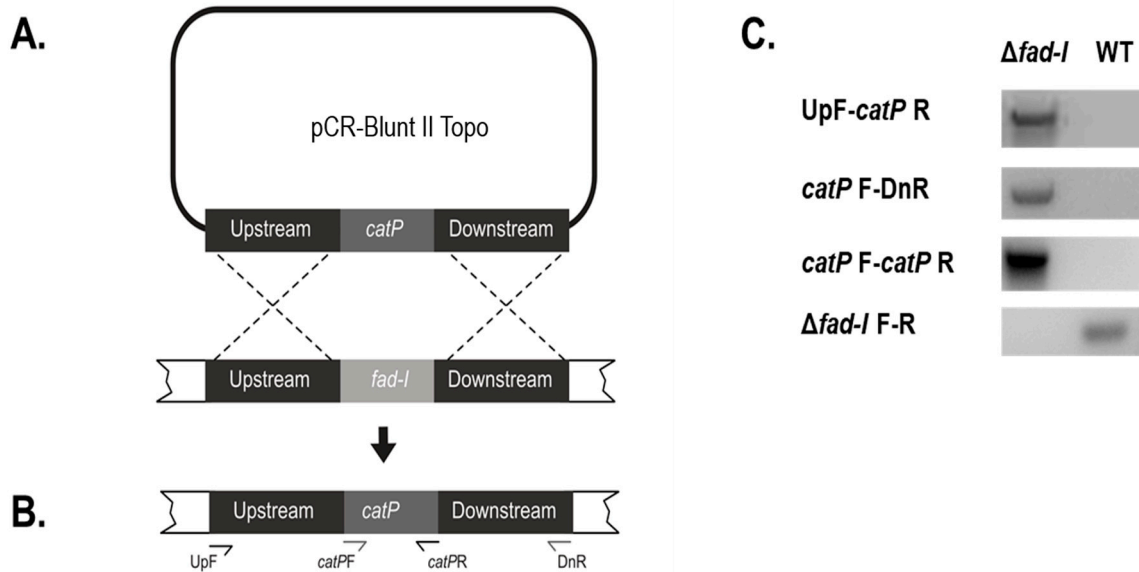 A.
pCR-Blunt II Topo
Upstream catP Downstream
Upstream fad-I Downstream
B.
Upstream catP Downstream
UpF catPF catPR DnR
C.
Δfad-I WT
UpF-catP R
catP F-DnR
catP F-catP R
Δfad-I F-R